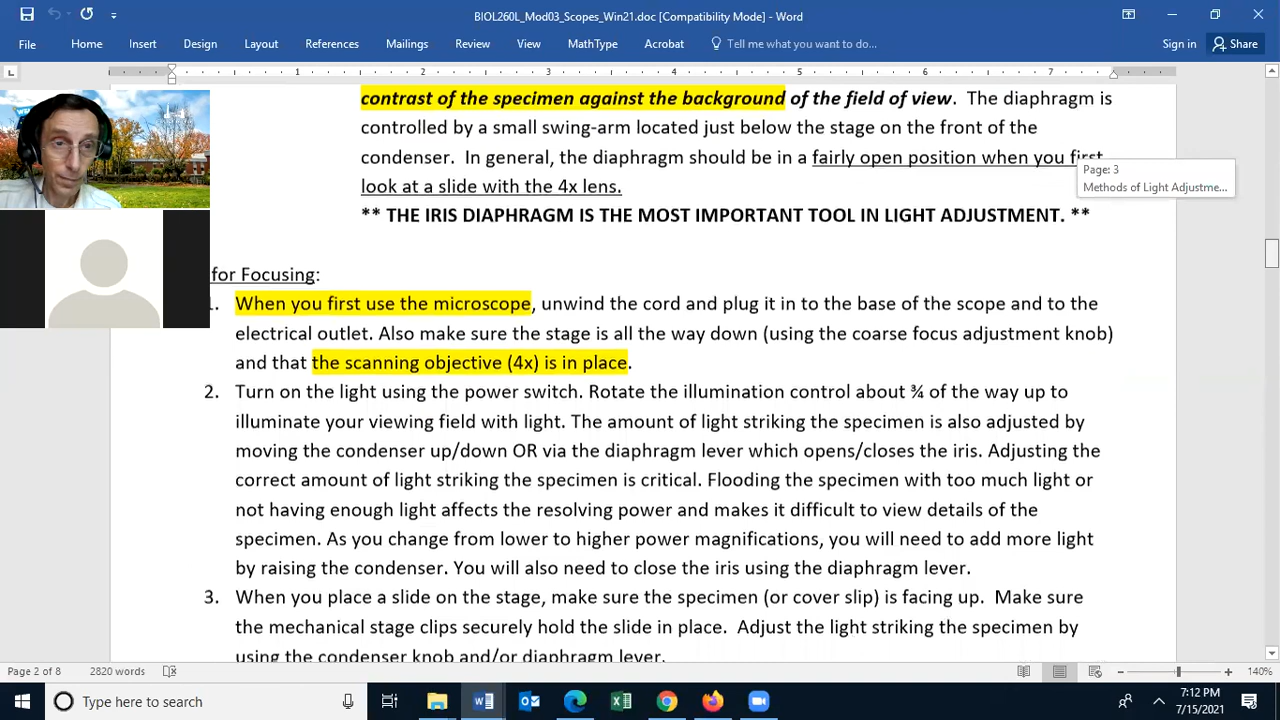 BIOL260L_Mod03_Scopes_Win21.doc [Compatibility Mode] - Word
File Home Insert Design Layout References Mailings Review View MathType Acrobat Tell me what you want to do... Sign in Share
1 2 3 4 5 6 7
contrast of the specimen against the background of the field of view. The diaphragm is
controlled by a small swing-arm located just below the stage on the front of the
condenser. In general, the diaphragm should be in a fairly open position when you first
look at a slide with the 4x lens.
Page: 3
Methods of Light Adjustme...
** THE IRIS DIAPHRAGM IS THE MOST IMPORTANT TOOL IN LIGHT ADJUSTMENT. **
for Focusing:
1. When you first use the microscope, unwind the cord and plug it in to the base of the scope and to the
electrical outlet. Also make sure the stage is all the way down (using the coarse focus adjustment knob)
and that the scanning objective (4x) is in place.
2. Turn on the light using the power switch. Rotate the illumination control about ¾ of the way up to
illuminate your viewing field with light. The amount of light striking the specimen is also adjusted by
moving the condenser up/down OR via the diaphragm lever which opens/closes the iris. Adjusting the
correct amount of light striking the specimen is critical. Flooding the specimen with too much light or
not having enough light affects the resolving power and makes it difficult to view details of the
specimen. As you change from lower to higher power magnifications, you will need to add more light
by raising the condenser. You will also need to close the iris using the diaphragm lever.
3. When you place a slide on the stage, make sure the specimen (or cover slip) is facing up. Make sure
the mechanical stage clips securely hold the slide in place. Adjust the light striking the specimen by
using the condenser knob and/or diaphragm lever.
Page 2 of 8 2820 words 140%
Type here to search
7:12 PM
7/15/2021